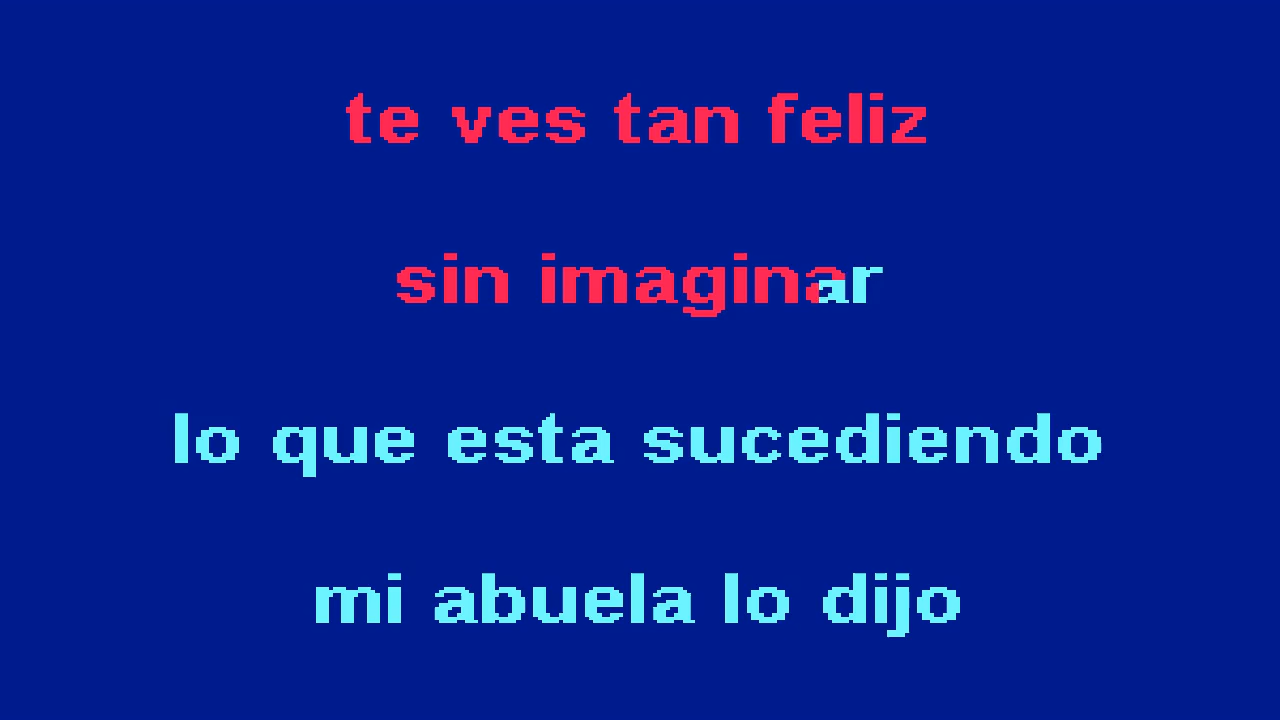 te ves tan feliz
sin imaginar
lo que esta sucediendo
mi abuela lo dijo